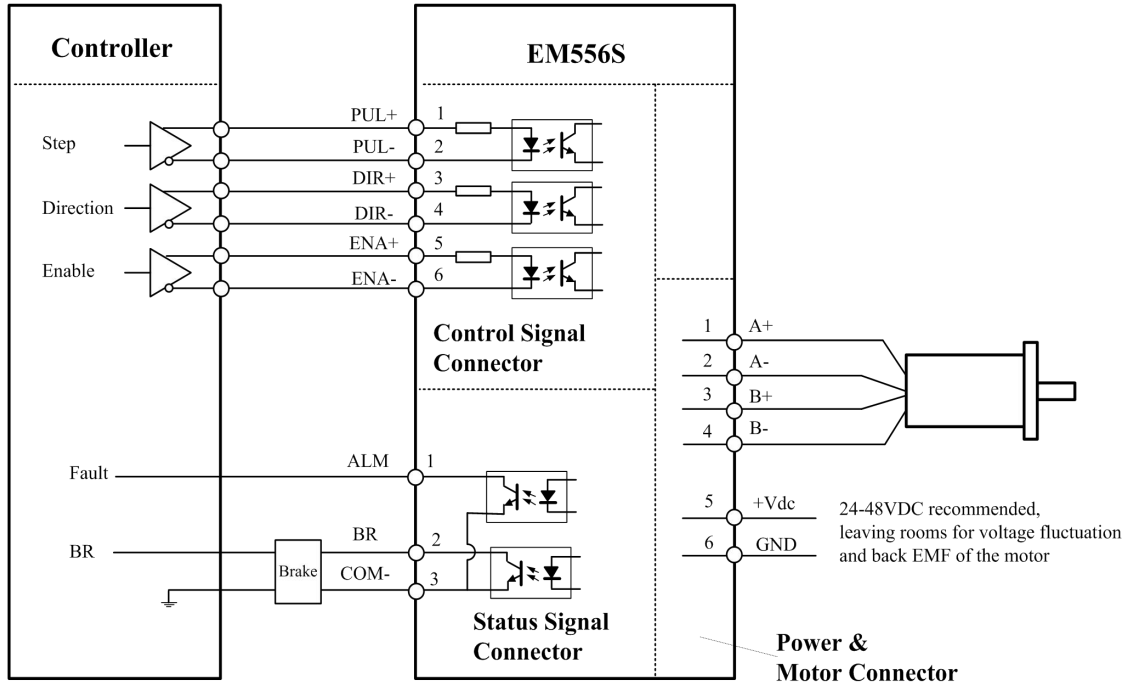 Controller
EM556S
Step
PUL+ 1
PUL- 2
Direction
DIR+ 3
DIR- 4
Enable
ENA+ 5
ENA- 6
Control Signal
Connector
1 A+
2 A-
3 B+
4 B-
Fault
ALM 1
BR
BR 2
Brake
COM- 3
Status Signal
Connector
5 +Vdc
6 GND
24-48VDC recommended,
leaving rooms for voltage fluctuation
and back EMF of the motor
Power &
Motor Connector